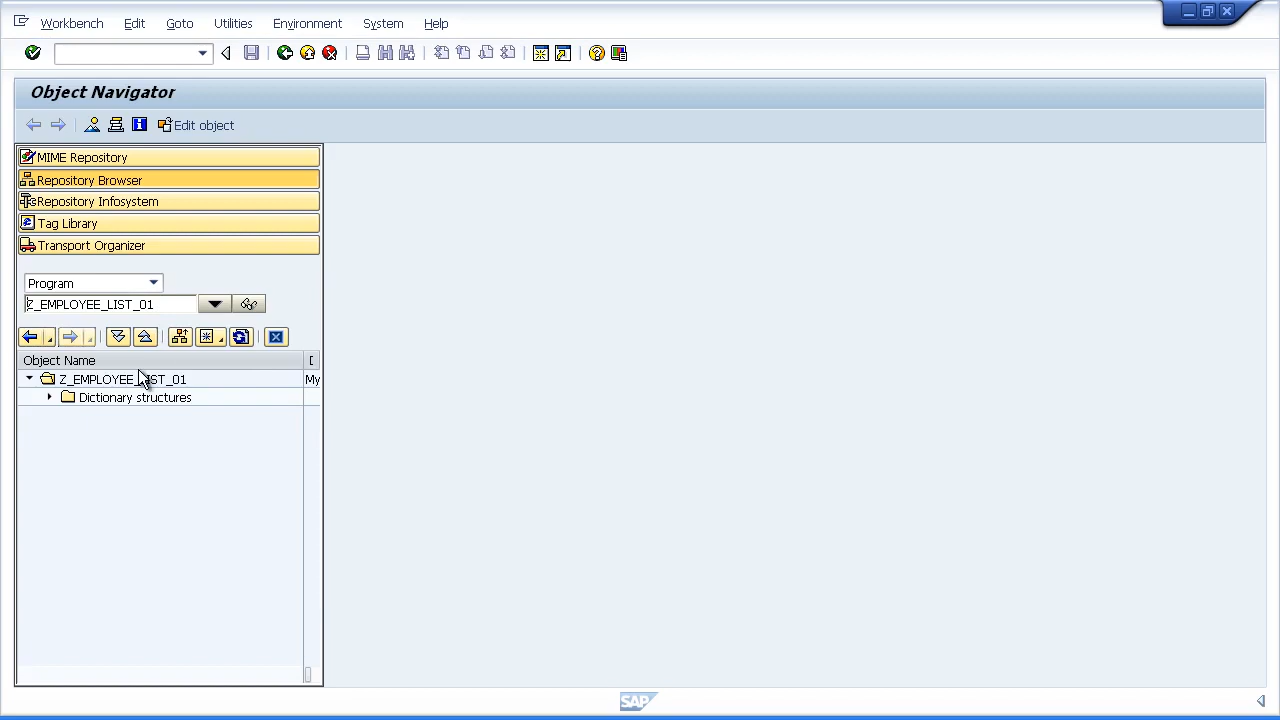 Workbench Edit Goto Utilities Environment System Help
Object Navigator
Edit object
MIME Repository
Repository Browser
Repository Infosystem
Tag Library
Transport Organizer
Program
Z_EMPLOYEE_LIST_01
Object Name
Z_EMPLOYEE_LIST_01 My
Dictionary structures
SAP